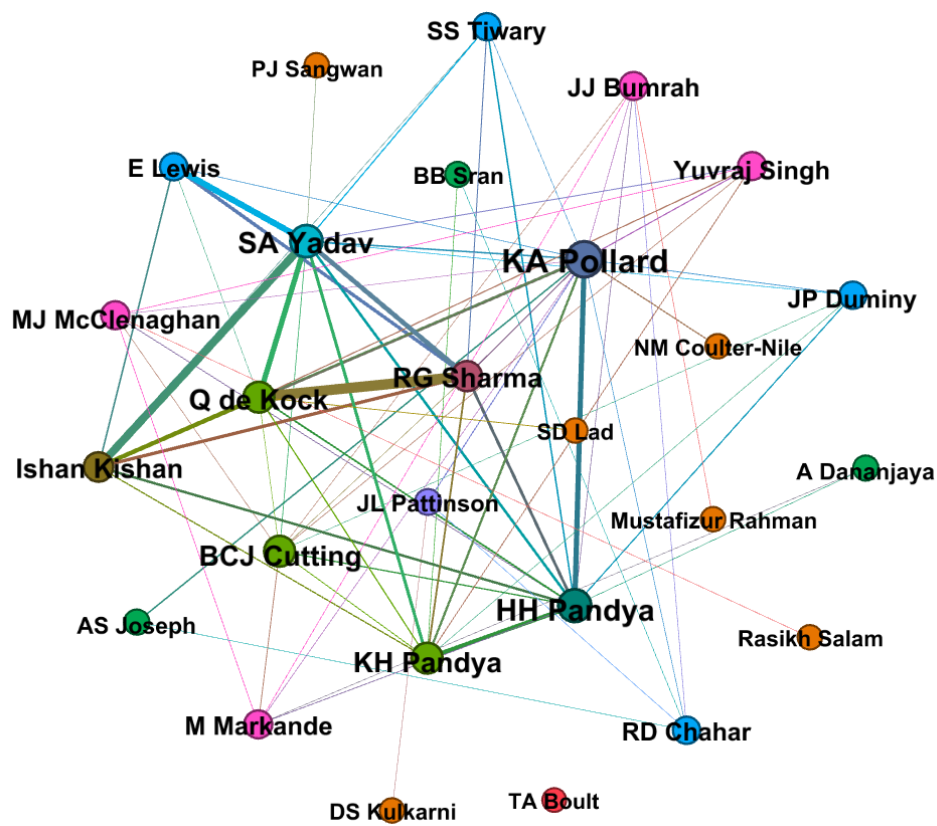 SS Tiwary
PJ Sangwan
JJ Bumrah
E Lewis
BB Sran
Yuvraj Singh
SA Yadav
KA Pollard
JP Duminy
MJ McClenaghan
NM Coulter-Nile
RG Sharma
Q de Kock
SD Lad
Ishan Kishan
A Dananjaya
JL Pattinson
Mustafizur Rahman
BCJ Cutting
HH Pandya
AS Joseph
Rasikh Salam
KH Pandya
M Markande
RD Chahar
TA Boult
DS Kulkarni